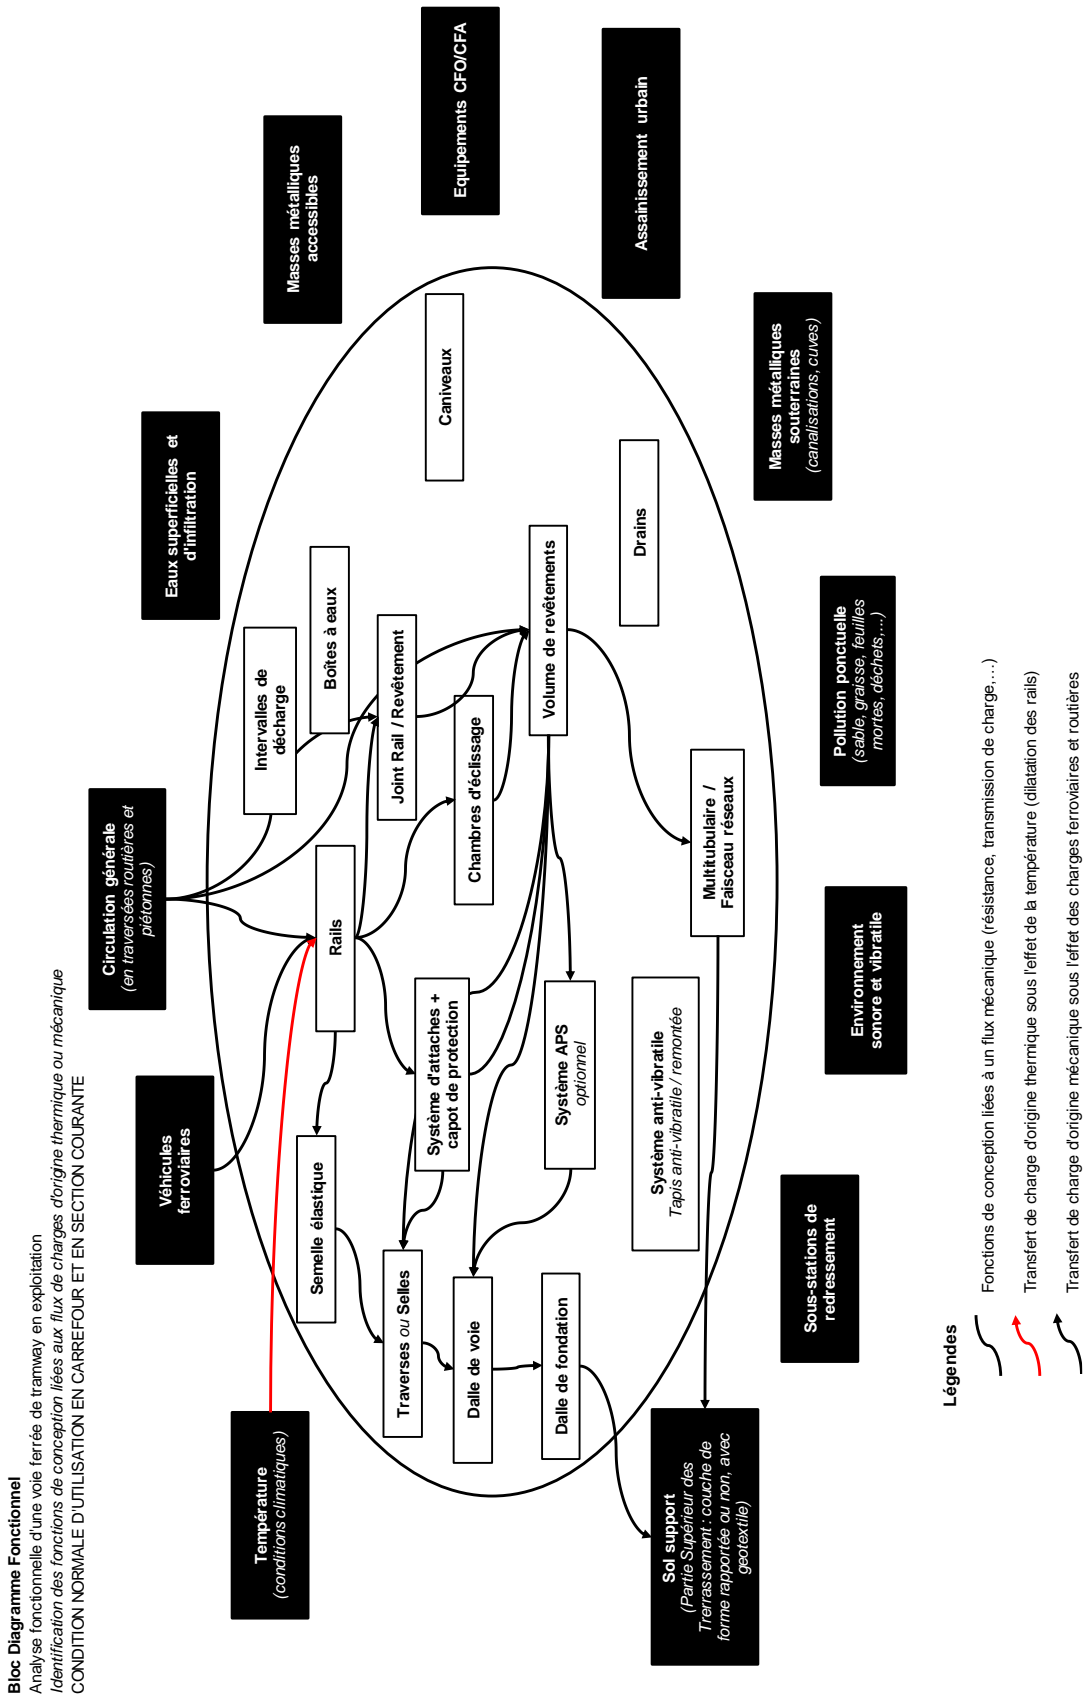 Bloc Diagramme Fonctionnel
Analyse fonctionnelle d'une voie ferrée de tramway en exploitation
Identification des fonctions de conception liées aux flux de charges d'origine thermique ou mécanique
CONDITION NORMALE D'UTILISATION EN CARREFOUR ET EN SECTION COURANTE
Température
(conditions climatiques)
Véhicules
ferroviaires
Circulation générale
(en traversées routières et
piétonnes)
Eaux superficielles et
d'infiltration
Masses métalliques
accessibles
Equipements CFO/CFA
Assainissement urbain
Masses métalliques
souterraines
(canalisations, cuves)
Pollution ponctuelle
(sable, graisse, feuilles
mortes, déchets,...)
Environnement
sonore et vibratile
Sous-stations de
redressement
Sol support
(Partie Supérieur des
Trerrassement : couche de
forme rapportée ou non, avec
geotextile)
Intervalles de
décharge
Boîtes à eaux
Rails
Semelle élastique
Joint Rail / Revêtement
Caniveaux
Chambres d'éclissage
Système d'attaches +
capot de protection
Traverses ou Selles
Dalle de voie
Volume de revêtements
Système APS
optionnel
Dalle de fondation
Drains
Système anti-vibratile
Tapis anti-vibratile / remontée
Multitubulaire /
Faisceau réseaux
Légendes
Fonctions de conception liées à un flux mécanique (résistance, transmission de charge,…)
Transfert de charge d'origine thermique sous l'effet de la température (dilatation des rails)
Transfert de charge d'origine mécanique sous l'effet des charges ferroviaires et routières